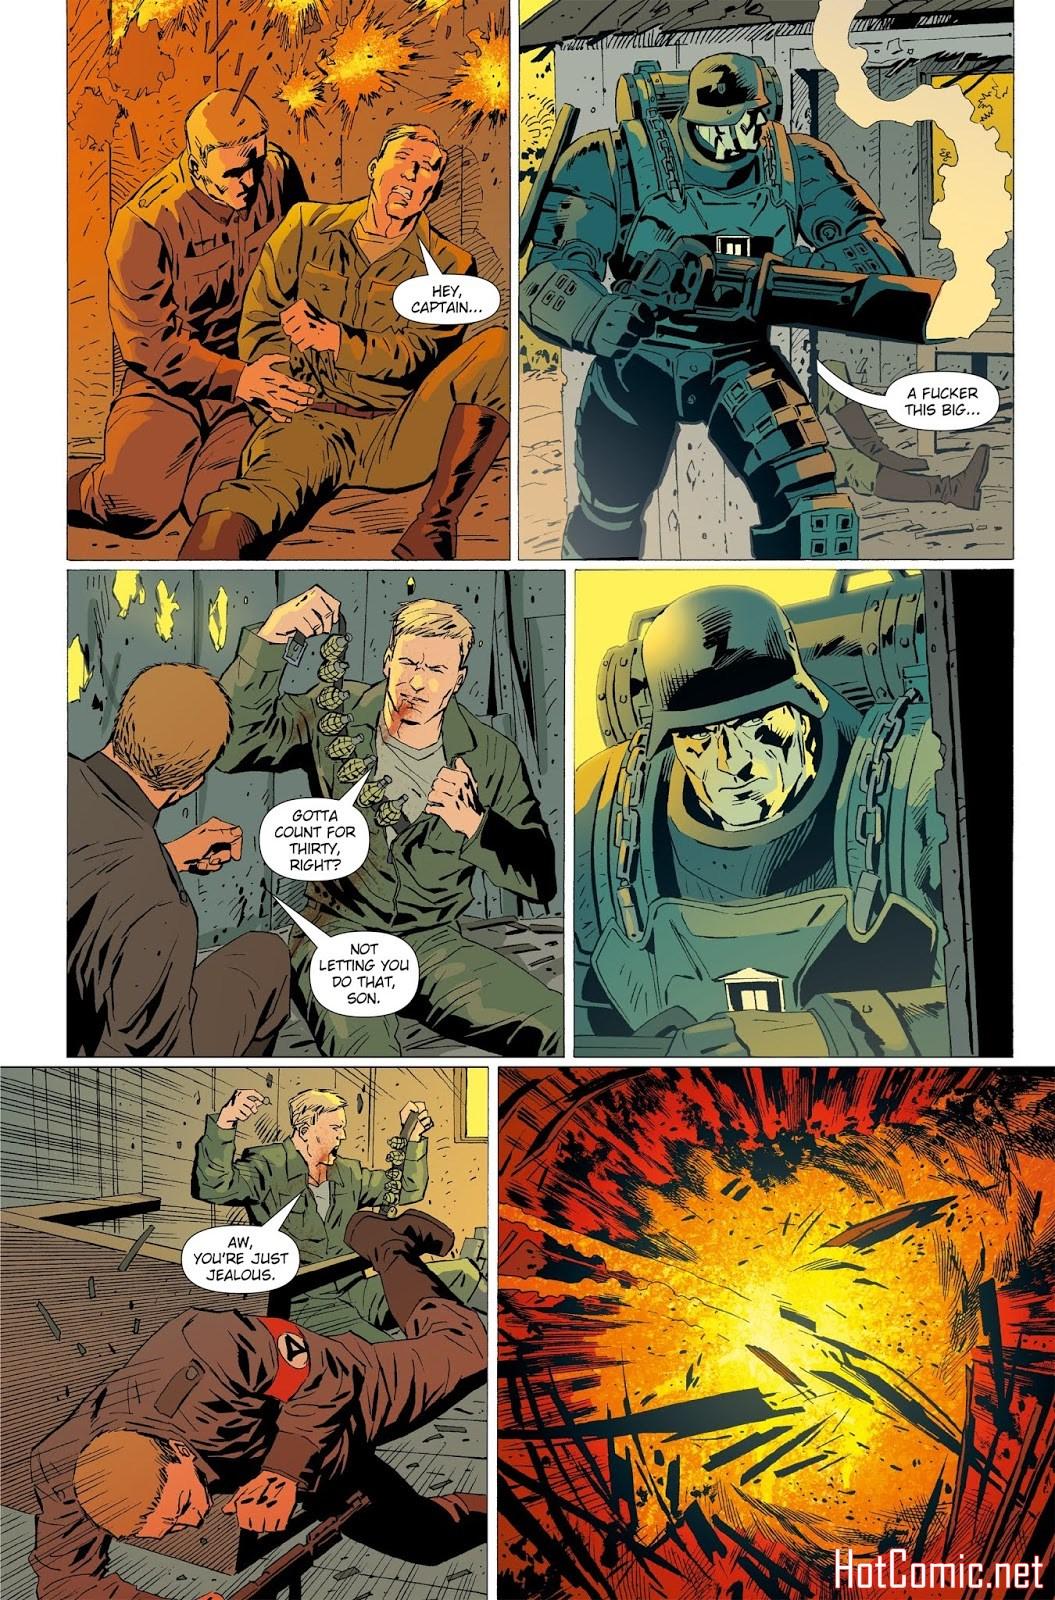 HEY,
CAPTAIN...
A FUCKER
THIS BIG...
GOTTA
COUNT FOR
THIRTY,
RIGHT?
NOT
LETTING YOU
DO THAT,
SON.
AW,
YOU'RE JUST
JEALOUS.
HotComic.net